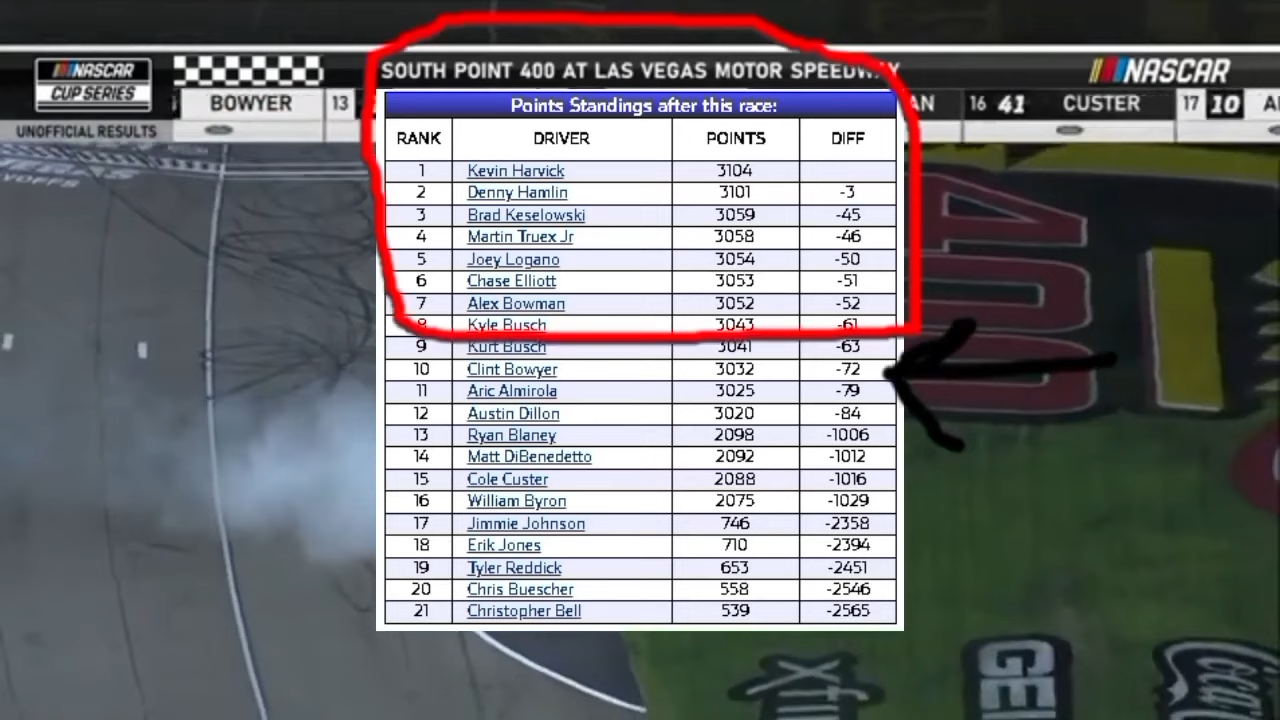 NASCAR
CUP SERIES
SOUTH POINT 400 AT LAS VEGAS MOTOR SPEEDWAY
NASCAR
BOWYER 13
AN 16 41 CUSTER 17 10
UNOFFICIAL RESULTS
Points Standings after this race:
RANK DRIVER POINTS DIFF
1 Kevin Harvick 3104
2 Denny Hamlin 3101 -3
3 Brad Keselowski 3059 -45
4 Martin Truex Jr 3058 -46
5 Joey Logano 3054 -50
6 Chase Elliott 3053 -51
7 Alex Bowman 3052 -52
8 Kyle Busch 3043 -61
9 Kurt Busch 3041 -63
10 Clint Bowyer 3032 -72
11 Aric Almirola 3025 -79
12 Austin Dillon 3020 -84
13 Ryan Blaney 2098 -1006
14 Matt DiBenedetto 2092 -1012
15 Cole Custer 2088 -1016
16 William Byron 2075 -1029
17 Jimmie Johnson 746 -2358
18 Erik Jones 710 -2394
19 Tyler Reddick 653 -2451
20 Chris Buescher 558 -2546
21 Christopher Bell 539 -2565
400